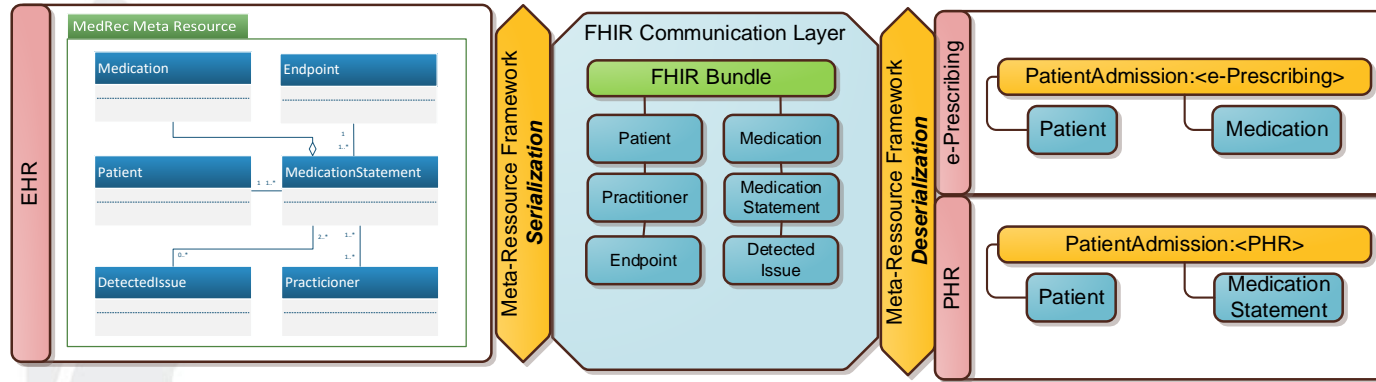 EHR
MedRec Meta Resource
Medication
Endpoint
1
1..*
Patient
1 1..*
MedicationStatement
2..*
1..*
0..*
1..*
DetectedIssue
Practicioner
Meta-Ressource Framework
Serialization
FHIR Communication Layer
FHIR Bundle
Patient
Medication
Practitioner
Medication
Statement
Endpoint
Detected
Issue
Meta-Ressource Framework
Deserialization
e-Prescribing
PatientAdmission:<e-Prescribing>
Patient
Medication
PHR
PatientAdmission:<PHR>
Patient
Medication
Statement